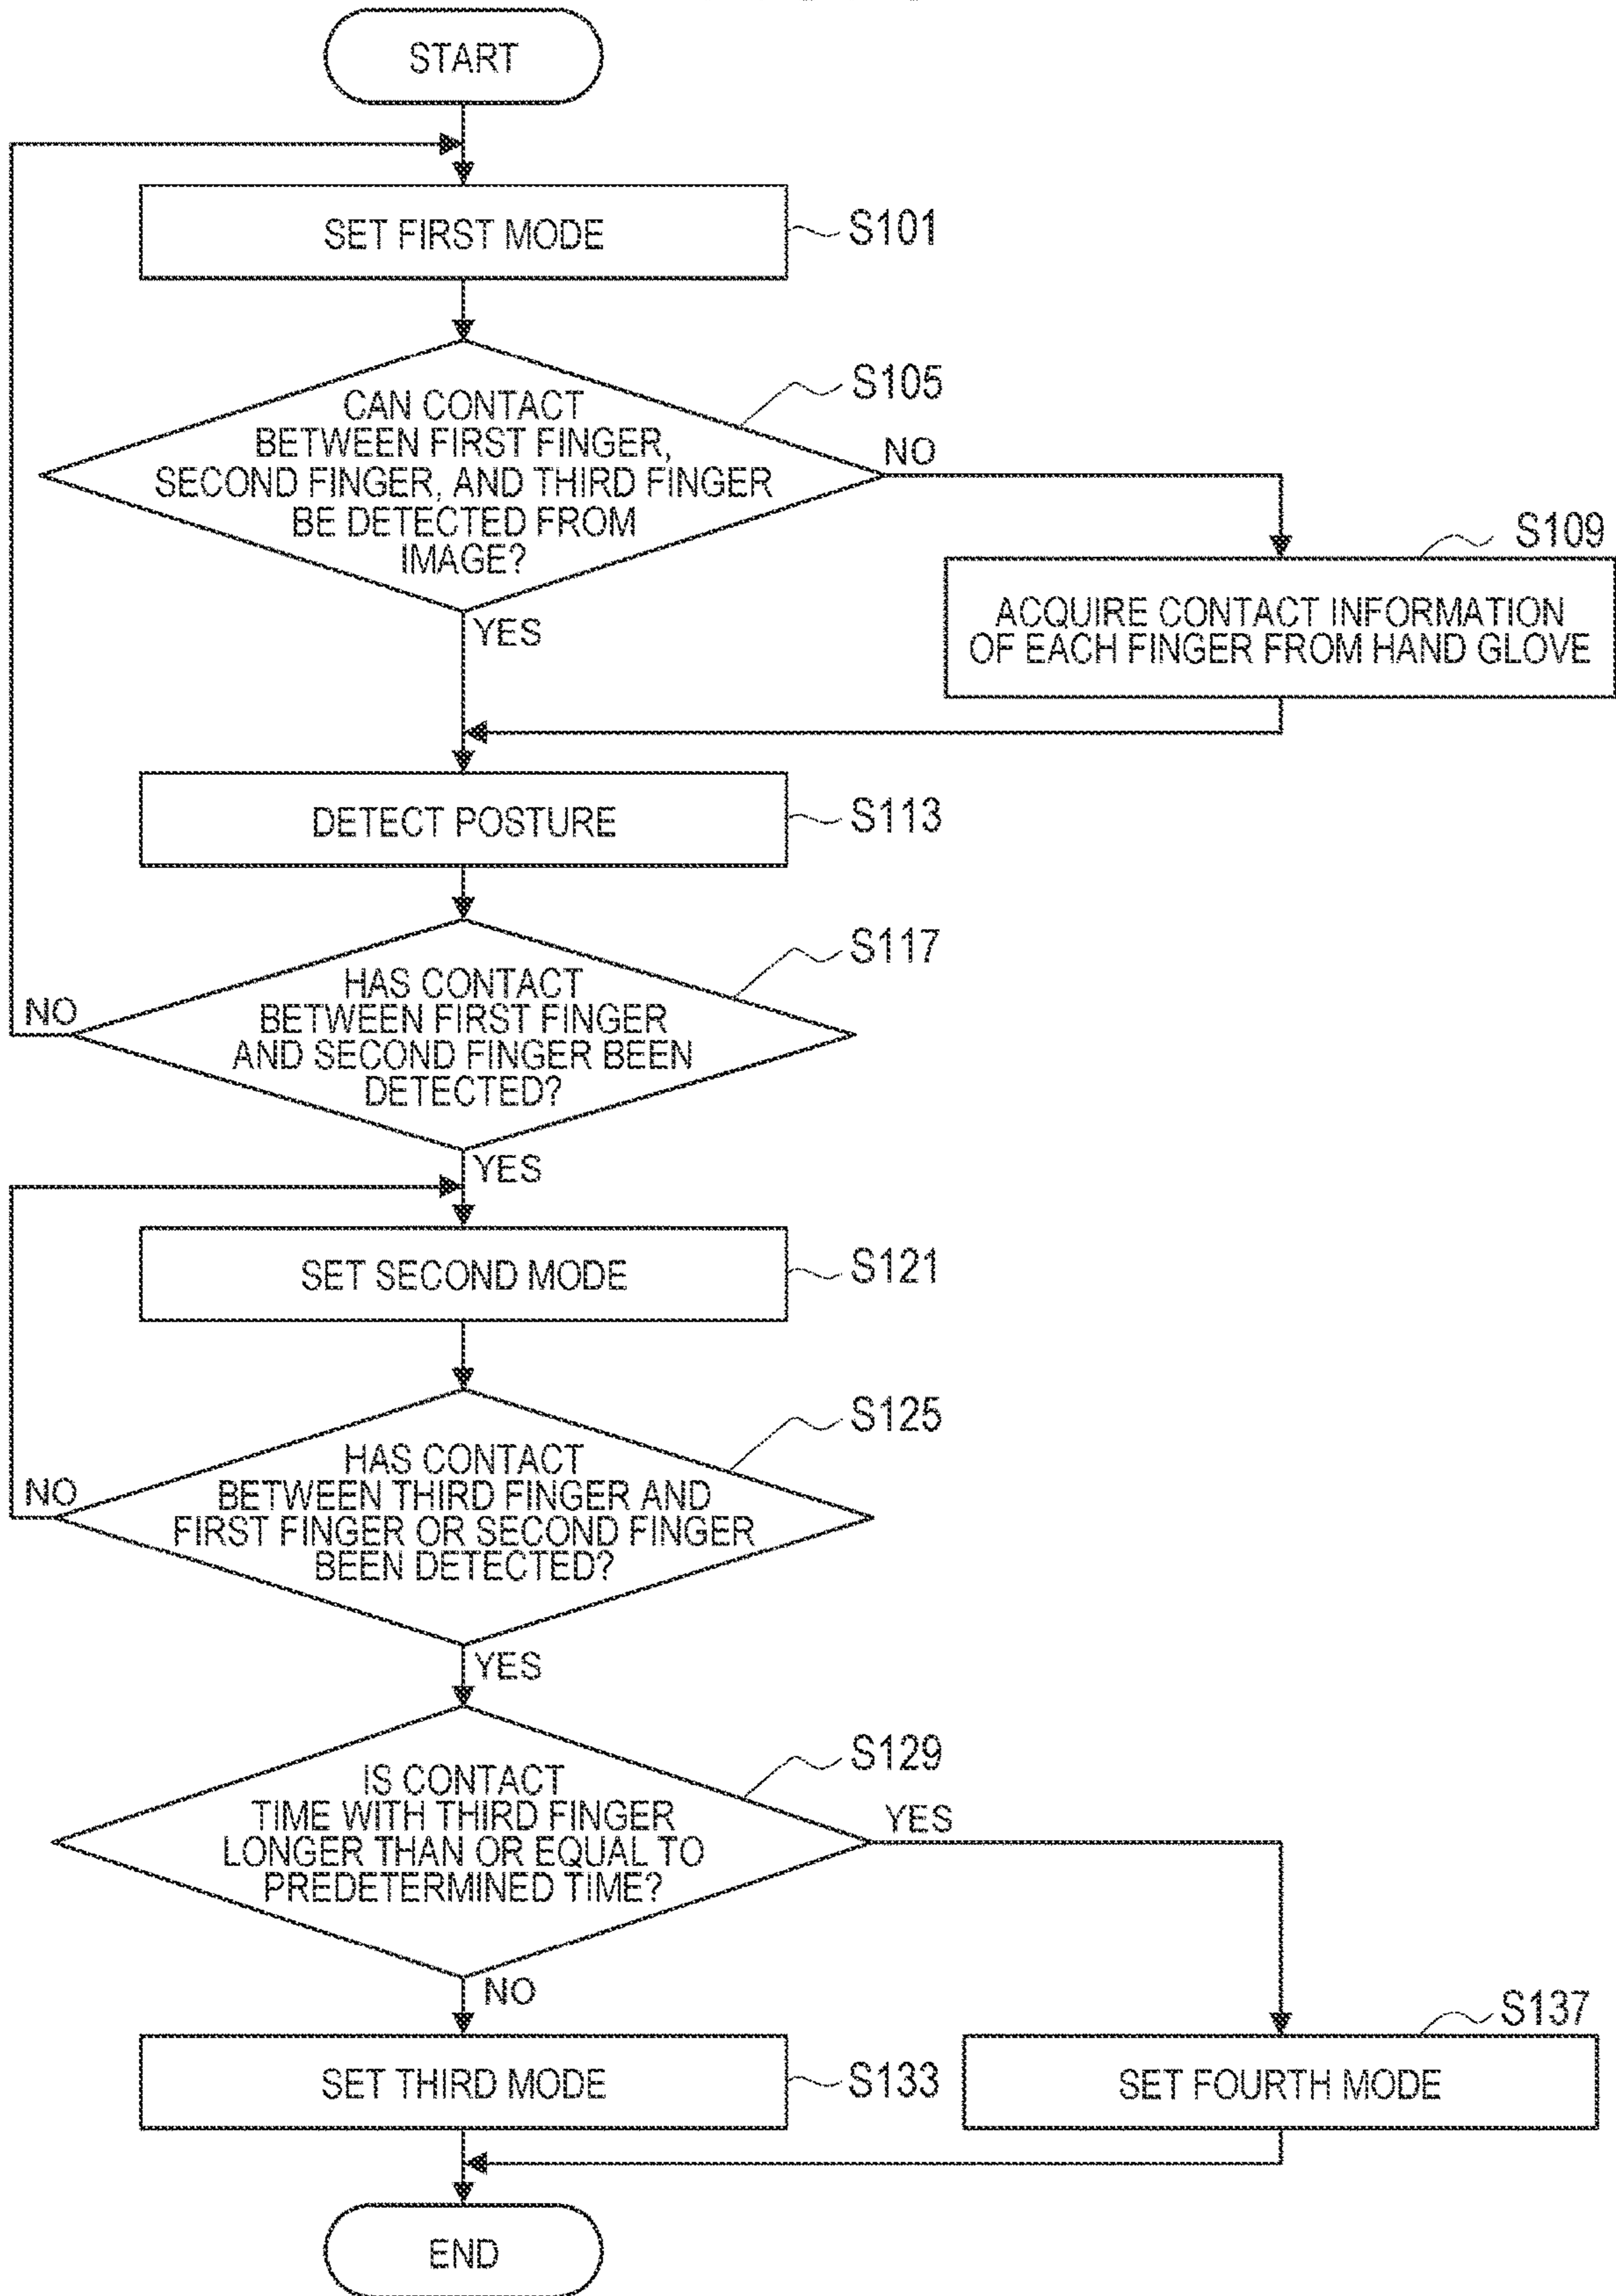 START
SET FIRST MODE
S101
CAN CONTACT
BETWEEN FIRST FINGER,
SECOND FINGER, AND THIRD FINGER
BE DETECTED FROM
IMAGE?
S105
NO
YES
S109
ACQUIRE CONTACT INFORMATION
OF EACH FINGER FROM HAND GLOVE
DETECT POSTURE
S113
HAS CONTACT
BETWEEN FIRST FINGER
AND SECOND FINGER BEEN
DETECTED?
S117
NO
YES
SET SECOND MODE
S121
HAS CONTACT
BETWEEN THIRD FINGER AND
FIRST FINGER OR SECOND FINGER
BEEN DETECTED?
S125
NO
YES
IS CONTACT
TIME WITH THIRD FINGER
LONGER THAN OR EQUAL TO
PREDETERMINED TIME?
S129
YES
NO
SET THIRD MODE
S133
S137
SET FOURTH MODE
END